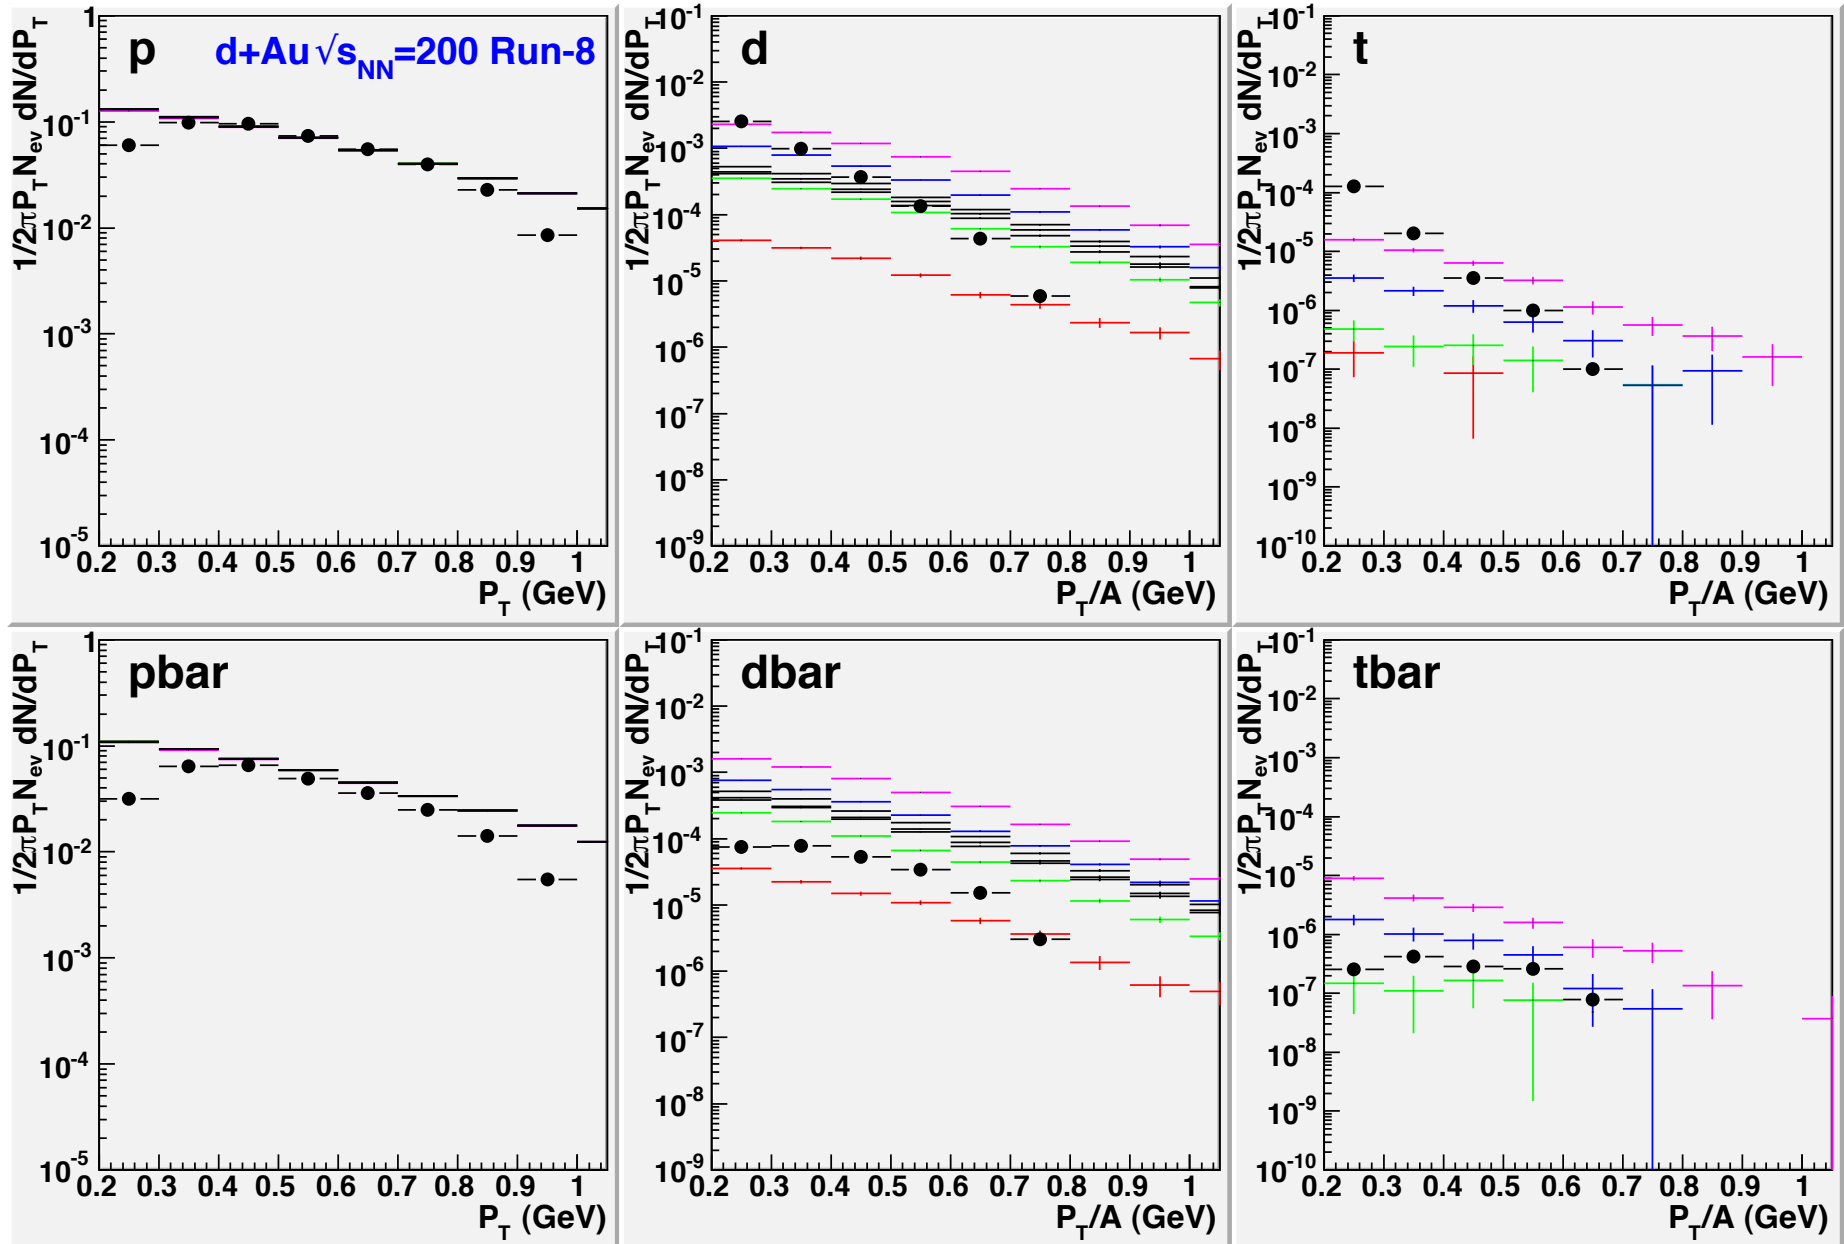 p
d+Au √s_NN=200 Run-8
1/2πP_T N_ev dN/dP_T
1
10^-1
10^-2
10^-3
10^-4
10^-5
0.2 0.3 0.4 0.5 0.6 0.7 0.8 0.9 1
P_T (GeV)
d
1/2πP_T N_ev dN/dP_T
10^-1
10^-2
10^-3
10^-4
10^-5
10^-6
10^-7
10^-8
10^-9
0.2 0.3 0.4 0.5 0.6 0.7 0.8 0.9 1
P_T/A (GeV)
t
1/2πP_T N_ev dN/dP_T
10^-1
10^-2
10^-3
10^-4
10^-5
10^-6
10^-7
10^-8
10^-9
10^-10
0.2 0.3 0.4 0.5 0.6 0.7 0.8 0.9 1
P_T/A (GeV)
pbar
1/2πP_T N_ev dN/dP_T
1
10^-1
10^-2
10^-3
10^-4
10^-5
0.2 0.3 0.4 0.5 0.6 0.7 0.8 0.9 1
P_T (GeV)
dbar
1/2πP_T N_ev dN/dP_T
10^-1
10^-2
10^-3
10^-4
10^-5
10^-6
10^-7
10^-8
10^-9
0.2 0.3 0.4 0.5 0.6 0.7 0.8 0.9 1
P_T/A (GeV)
tbar
1/2πP_T N_ev dN/dP_T
10^-1
10^-2
10^-3
10^-4
10^-5
10^-6
10^-7
10^-8
10^-9
10^-10
0.2 0.3 0.4 0.5 0.6 0.7 0.8 0.9 1
P_T/A (GeV)